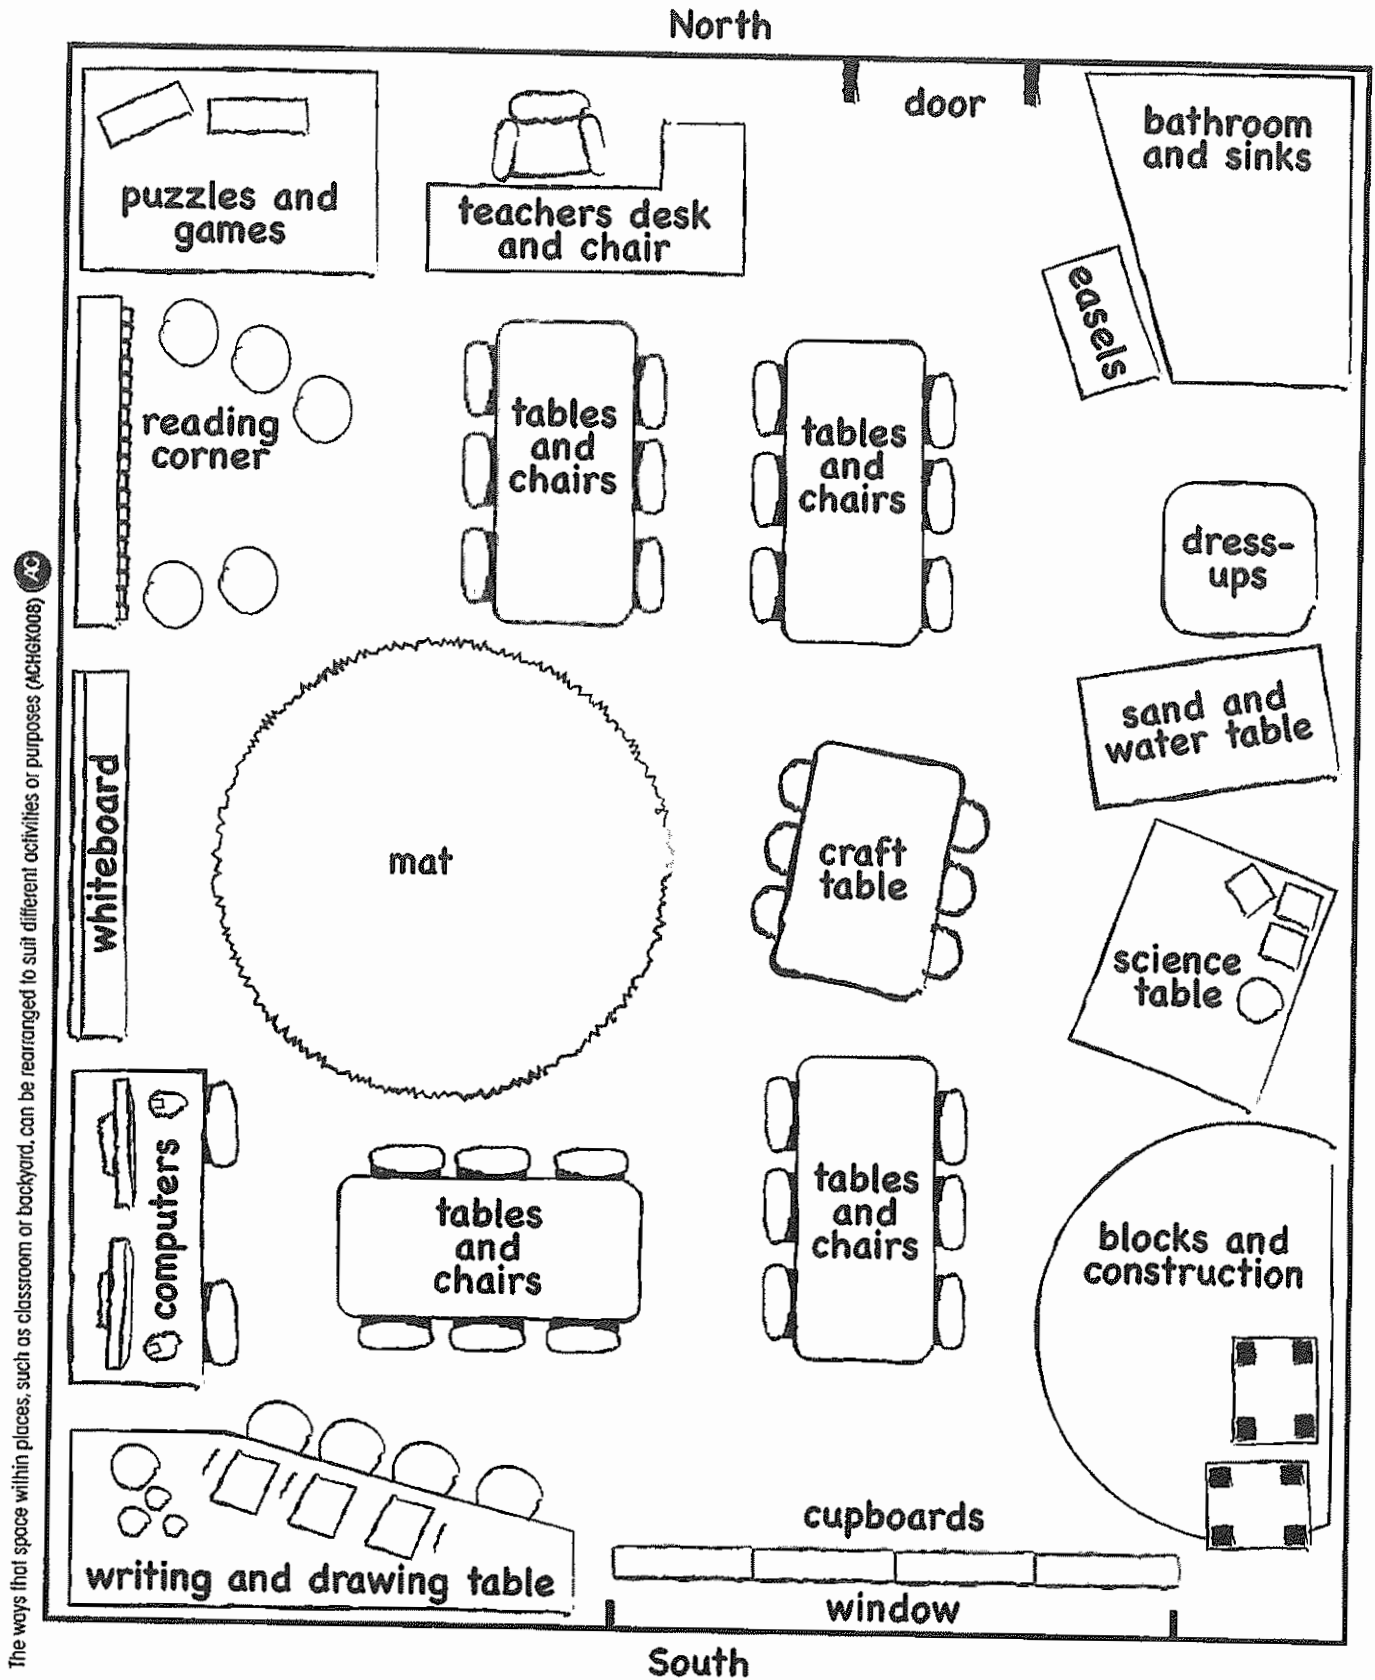 North
door
bathroom
and sinks
puzzles and
games
teachers desk
and chair
easels
reading
corner
tables
and
chairs
tables
and
chairs
dress-
ups
sand and
water table
whiteboard
mat
craft
table
science
table
computers
tables
and
chairs
tables
and
chairs
blocks and
construction
writing and drawing table
cupboards
window
South
The ways that space within places, such as classroom or backyard, can be rearranged to suit different activities or purposes (ACHGK008) AC